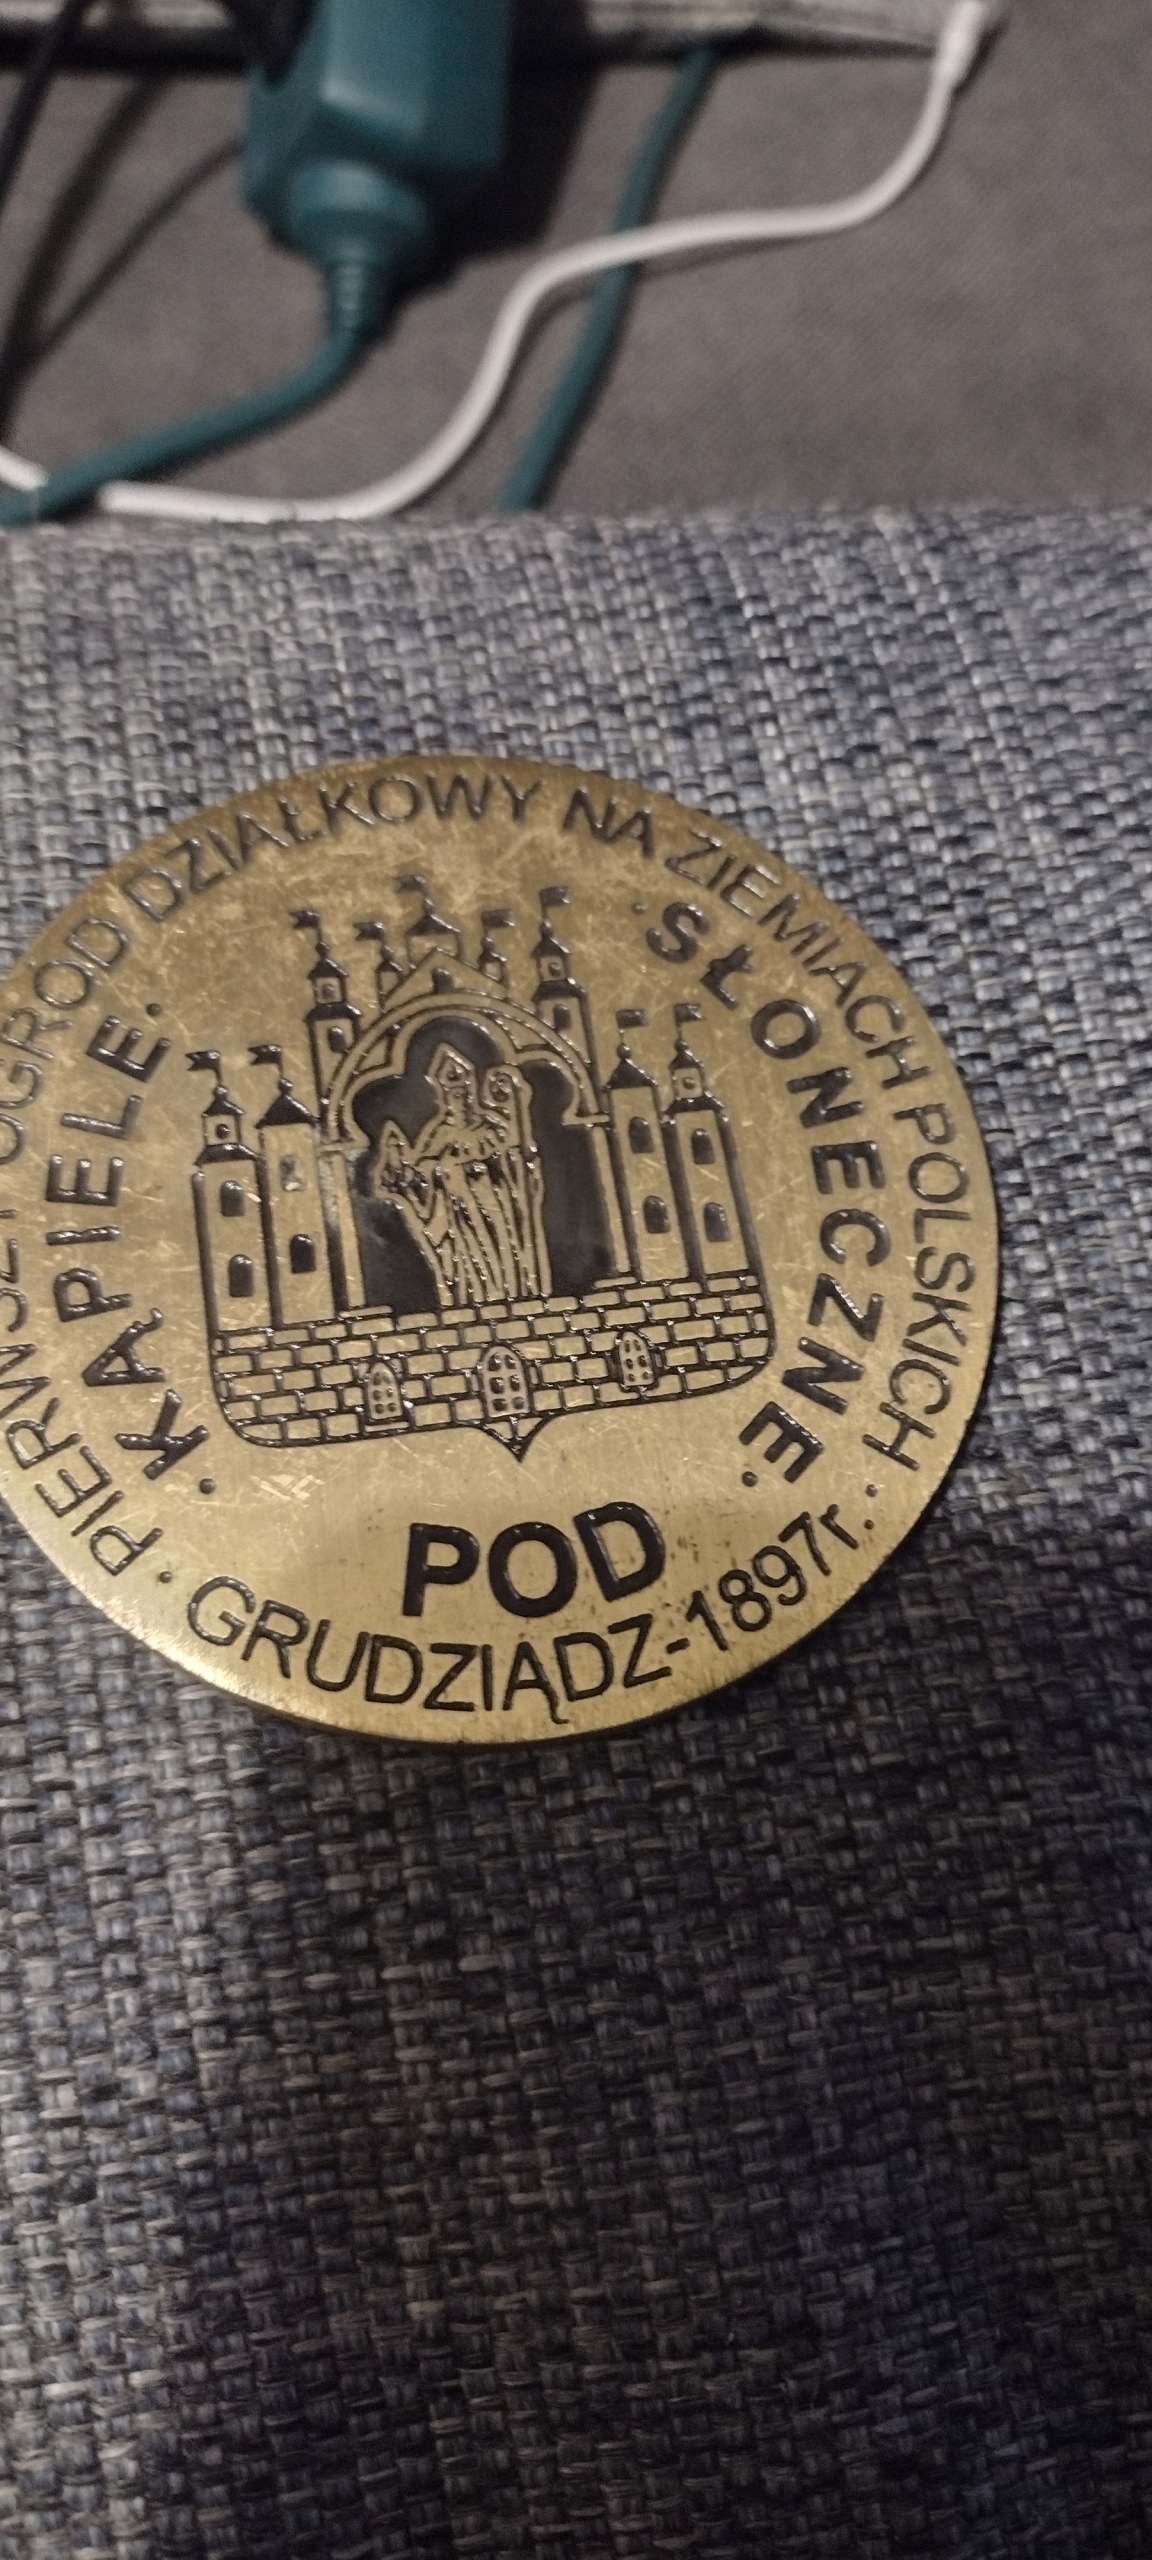 PIERWSZY OGRÓD DZIAŁKOWY NA ZIEMIACH POLSKICH
· KĄPIELE · SŁONECZNE ·
POD
· GRUDZIĄDZ-1897r. ·